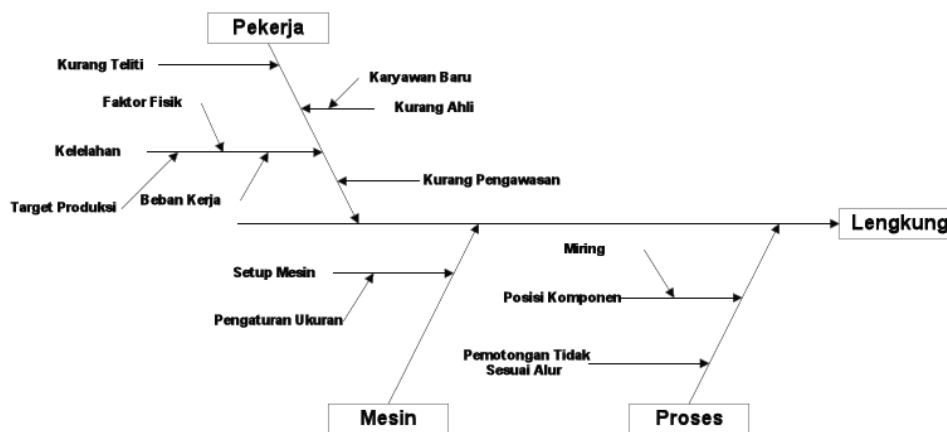 Pekerja
Kurang Teliti
Karyawan Baru
Faktor Fisik
Kurang Ahli
Kelelahan
Kurang Pengawasan
Target Produksi
Beban Kerja
Lengkung
Miring
Setup Mesin
Posisi Komponen
Pengaturan Ukuran
Pemotongan Tidak
Sesuai Alur
Mesin
Proses